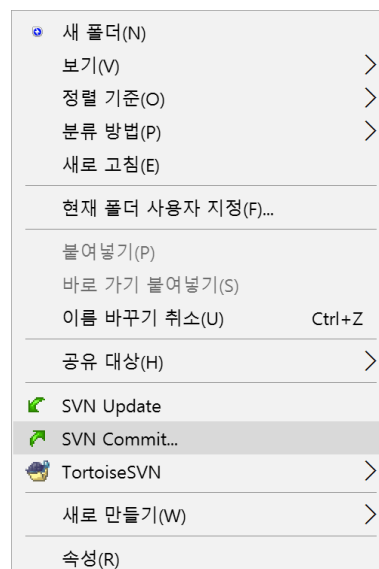 새 폴더(N)
보기(V)
정렬 기준(O)
분류 방법(P)
새로 고침(E)
현재 폴더 사용자 지정(F)...
붙여넣기(P)
바로 가기 붙여넣기(S)
이름 바꾸기 취소(U) Ctrl+Z
공유 대상(H)
SVN Update
SVN Commit...
TortoiseSVN
새로 만들기(W)
속성(R)